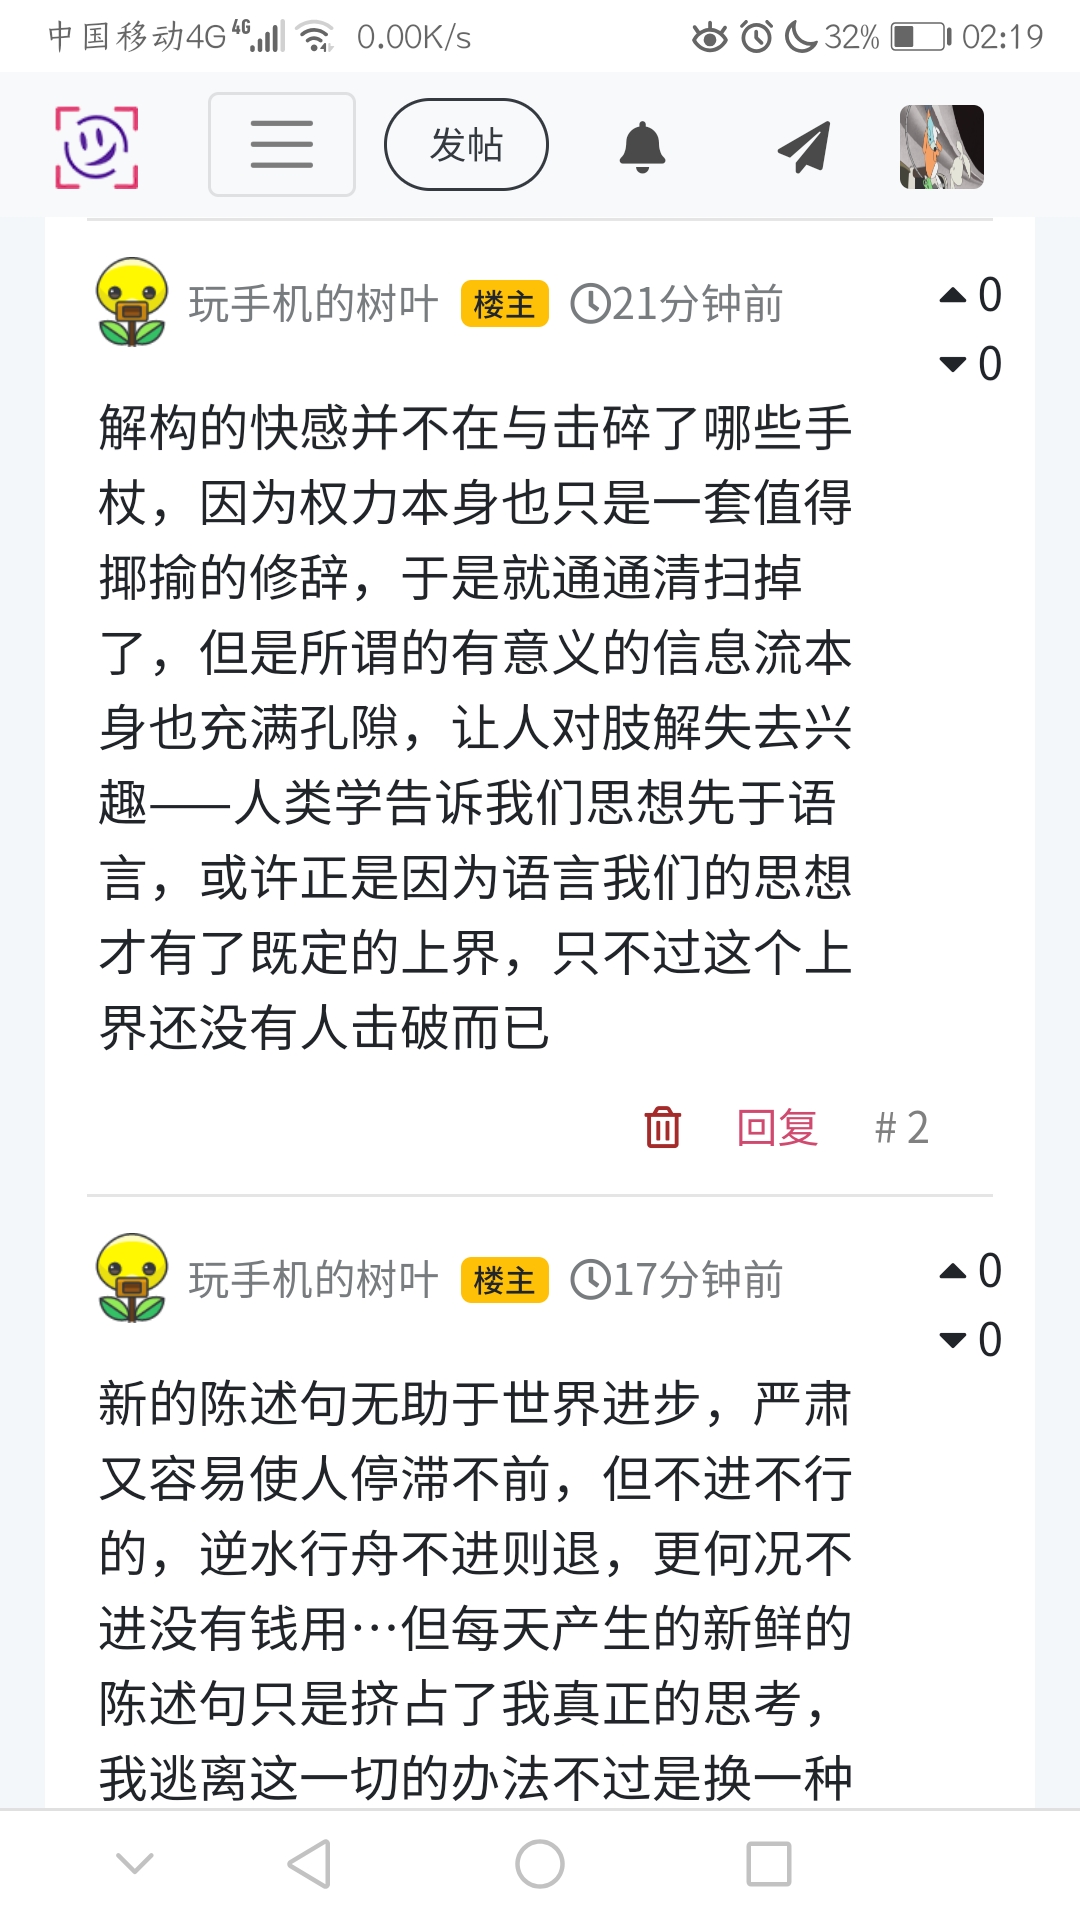 中国移动4G 4G 0.00K/s 32% 02:19
发帖
玩手机的树叶 楼主 21分钟前 0
0
解构的快感并不在与击碎了哪些手
杖，因为权力本身也只是一套值得
揶揄的修辞，于是就通通清扫掉
了，但是所谓的有意义的信息流本
身也充满孔隙，让人对肢解失去兴
趣——人类学告诉我们思想先于语
言，或许正是因为语言我们的思想
才有了既定的上界，只不过这个上
界还没有人击破而已
回复 # 2
玩手机的树叶 楼主 17分钟前 0
0
新的陈述句无助于世界进步，严肃
又容易使人停滞不前，但不进不行
的，逆水行舟不进则退，更何况不
进没有钱用…但每天产生的新鲜的
陈述句只是挤占了我真正的思考，
我逃离这一切的办法不过是换一种